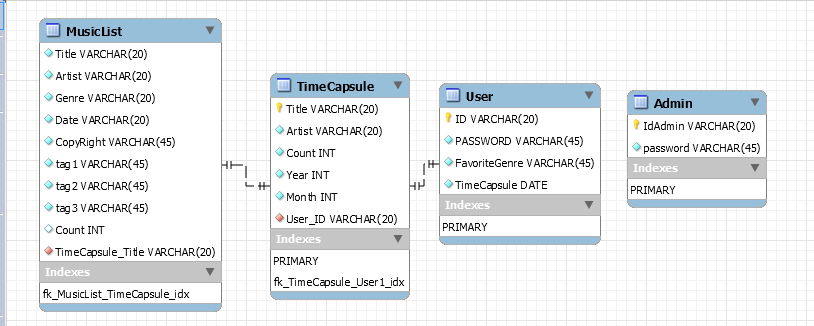 MusicList
Title VARCHAR(20)
Artist VARCHAR(20)
Genre VARCHAR(20)
Date VARCHAR(20)
CopyRight VARCHAR(45)
tag1 VARCHAR(45)
tag2 VARCHAR(45)
tag3 VARCHAR(45)
Count INT
TimeCapsule_Title VARCHAR(20)
Indexes
fk_MusicList_TimeCapsule_idx
TimeCapsule
Title VARCHAR(20)
Artist VARCHAR(20)
Count INT
Year INT
Month INT
User_ID VARCHAR(20)
Indexes
PRIMARY
fk_TimeCapsule_User1_idx
User
ID VARCHAR(20)
PASSWORD VARCHAR(45)
FavoriteGenre VARCHAR(45)
TimeCapsule DATE
Indexes
PRIMARY
Admin
IdAdmin VARCHAR(20)
password VARCHAR(45)
Indexes
PRIMARY